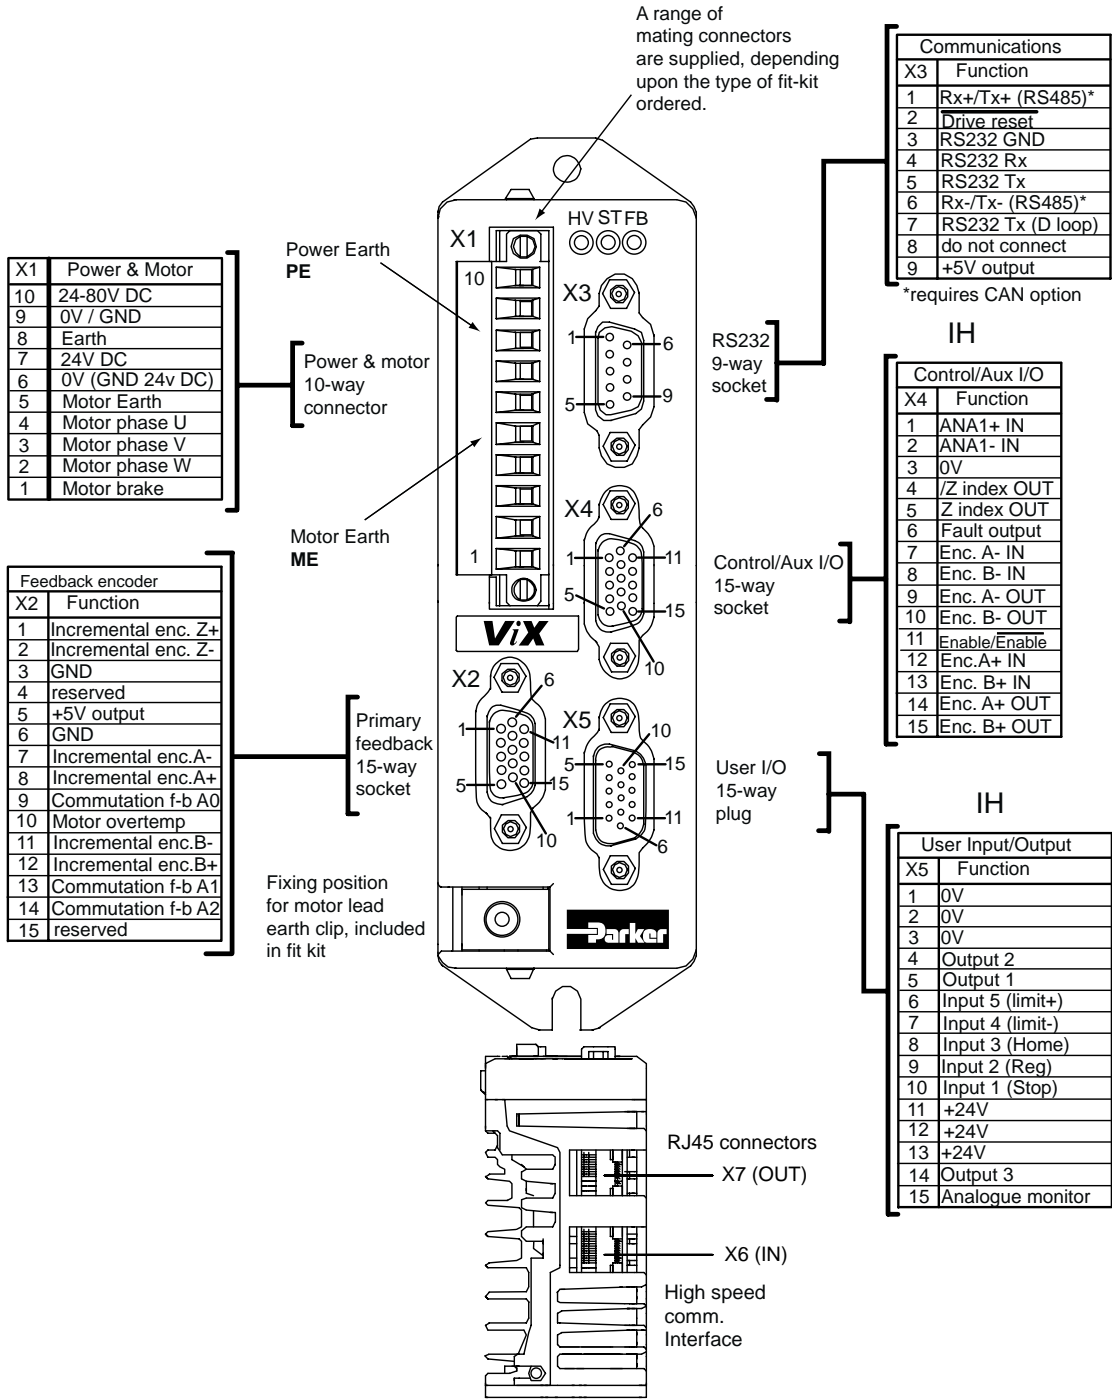 A range of
mating connectors
are supplied, depending
upon the type of fit-kit
ordered.
Communications
X3 Function
1 Rx+/Tx+ (RS485)*
2 Drive reset
3 RS232 GND
4 RS232 Rx
5 RS232 Tx
6 Rx-/Tx- (RS485)*
7 RS232 Tx (D loop)
8 do not connect
9 +5V output
*requires CAN option
IH
X1 Power & Motor
10 24-80V DC
9 0V / GND
8 Earth
7 24V DC
6 0V (GND 24v DC)
5 Motor Earth
4 Motor phase U
3 Motor phase V
2 Motor phase W
1 Motor brake
Power & motor
10-way
connector
Power Earth
PE
Motor Earth
ME
X1
10
1
HV ST FB
X3
1
6
5
9
RS232
9-way
socket
X4
6
1
11
5
15
10
Control/Aux I/O
15-way
socket
Control/Aux I/O
X4 Function
1 ANA1+ IN
2 ANA1- IN
3 0V
4 /Z index OUT
5 Z index OUT
6 Fault output
7 Enc. A- IN
8 Enc. B- IN
9 Enc. A- OUT
10 Enc. B- OUT
11 Enable/Enable
12 Enc.A+ IN
13 Enc. B+ IN
14 Enc. A+ OUT
15 Enc. B+ OUT
IH
Feedback encoder
X2 Function
1 Incremental enc. Z+
2 Incremental enc. Z-
3 GND
4 reserved
5 +5V output
6 GND
7 Incremental enc.A-
8 Incremental enc.A+
9 Commutation f-b A0
10 Motor overtemp
11 Incremental enc.B-
12 Incremental enc.B+
13 Commutation f-b A1
14 Commutation f-b A2
15 reserved
Primary
feedback
15-way
socket
ViX
X2
6
1
11
5
15
10
X5
10
5
15
1
11
6
User I/O
15-way
plug
User Input/Output
X5 Function
1 0V
2 0V
3 0V
4 Output 2
5 Output 1
6 Input 5 (limit+)
7 Input 4 (limit-)
8 Input 3 (Home)
9 Input 2 (Reg)
10 Input 1 (Stop)
11 +24V
12 +24V
13 +24V
14 Output 3
15 Analogue monitor
Fixing position
for motor lead
earth clip, included
in fit kit
Parker
RJ45 connectors
X7 (OUT)
X6 (IN)
High speed
comm.
Interface